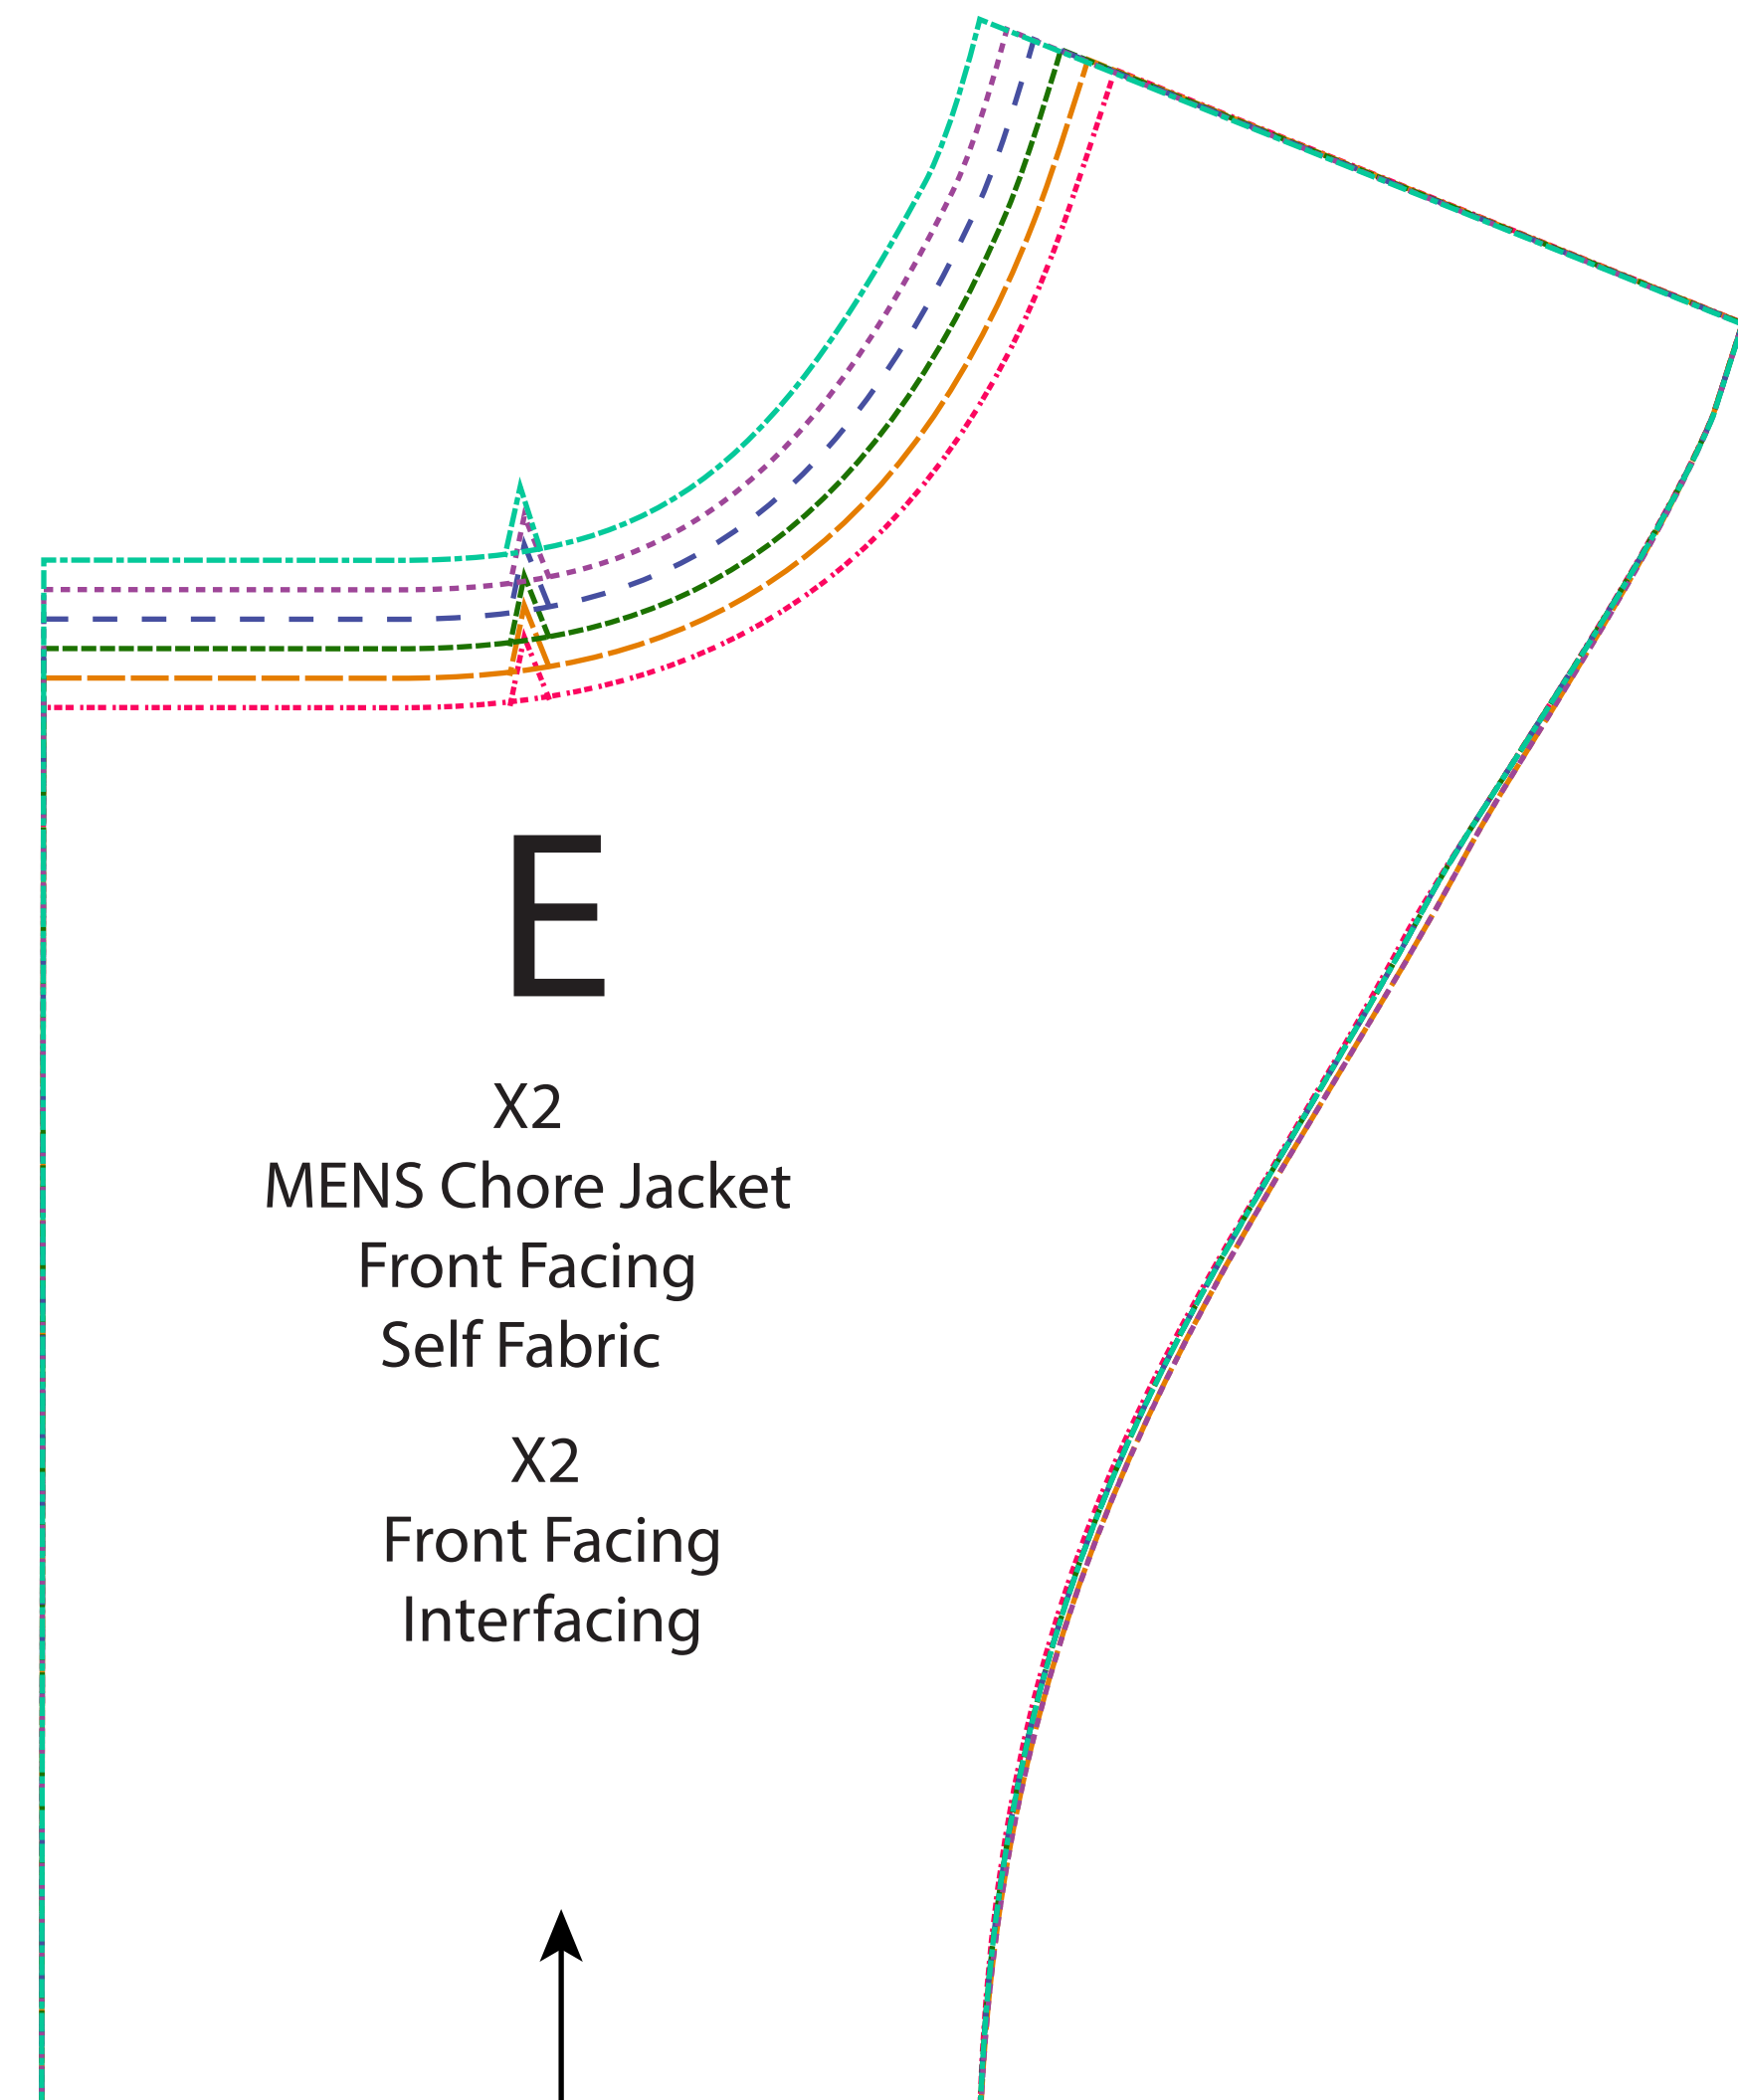 E
X2
MENS Chore Jacket
Front Facing
Self Fabric
X2
Front Facing
Interfacing